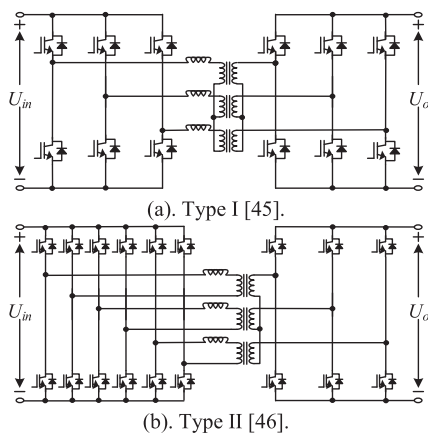 + +
U_in U_o
− −
(a). Type I [45].
+ +
U_in U_o
− −
(b). Type II [46].